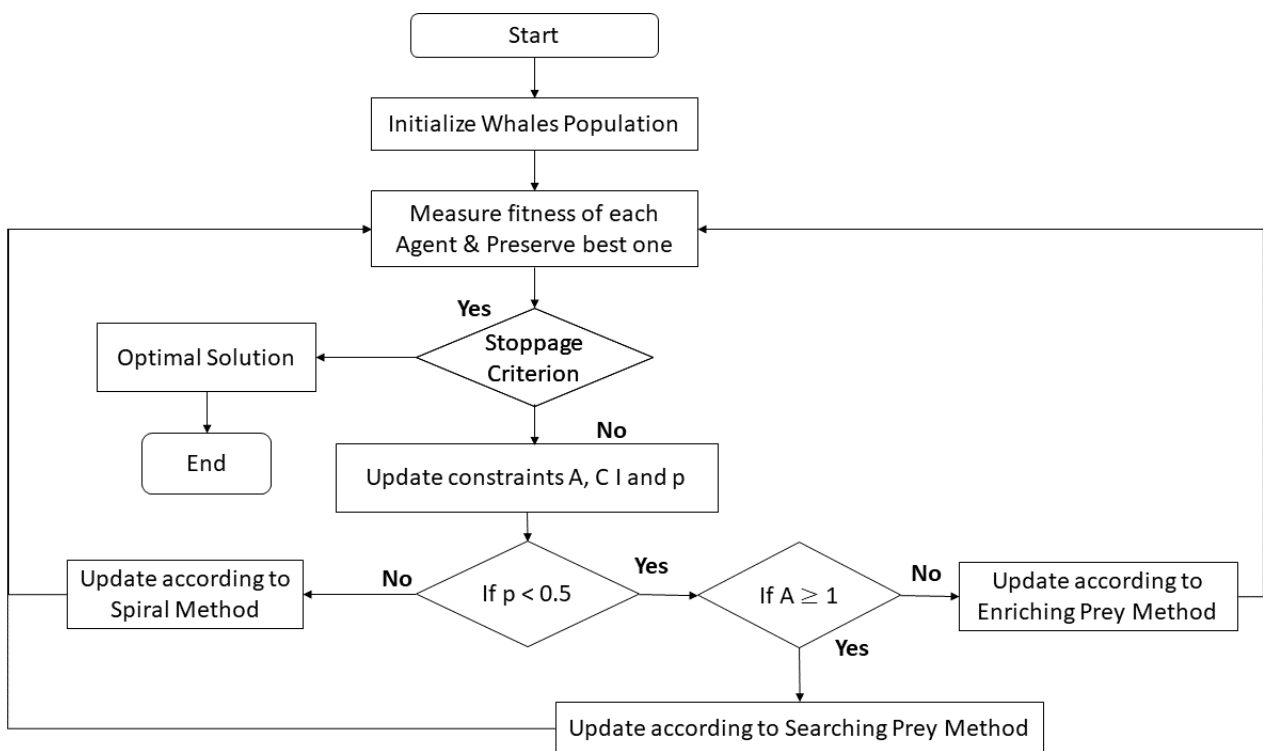 Start
Initialize Whales Population
Measure fitness of each
Agent & Preserve best one
Yes
Stoppage
Criterion
Optimal Solution
No
End
Update constraints A, C I and p
Update according to
Spiral Method
No
If p < 0.5
Yes
If A ≥ 1
No
Update according to
Enriching Prey Method
Yes
Update according to Searching Prey Method